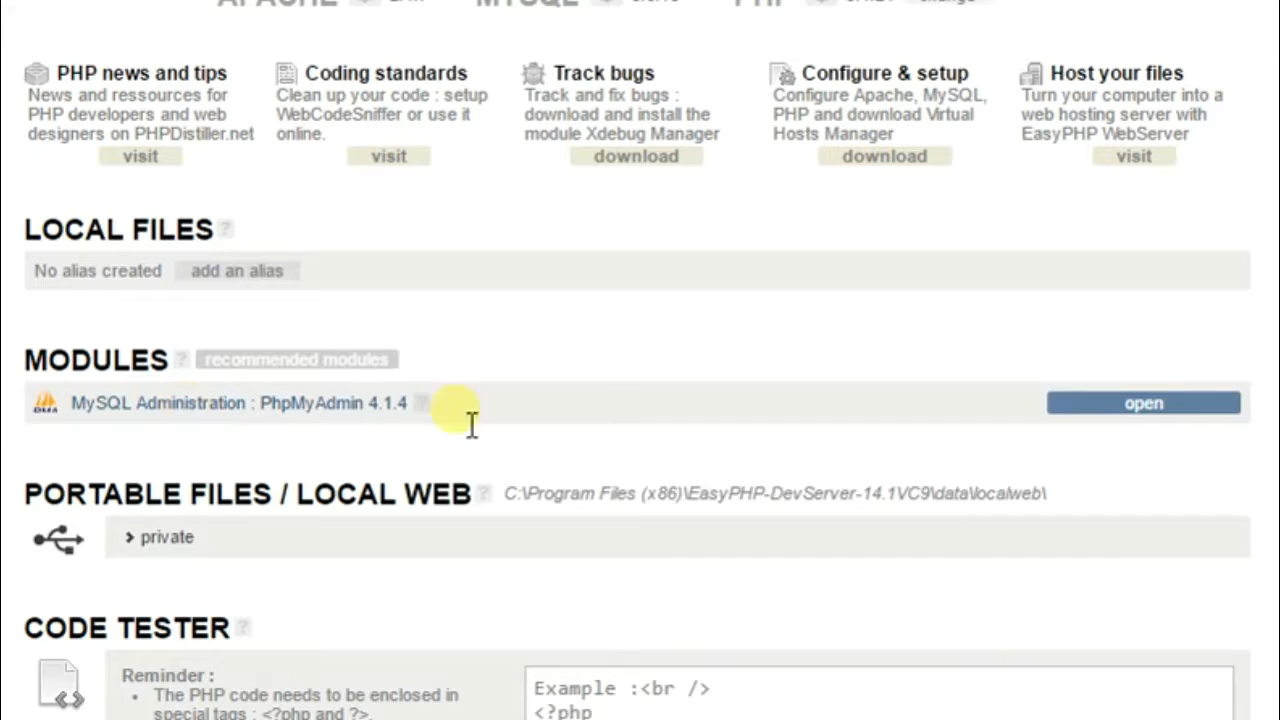 APACHE MYSQL PHP
PHP news and tips
News and ressources for
PHP developers and web
designers on PHPDistiller.net
visit
Coding standards
Clean up your code : setup
WebCodeSniffer or use it
online.
visit
Track bugs
Track and fix bugs :
download and install the
module Xdebug Manager
download
Configure & setup
Configure Apache, MySQL,
PHP and download Virtual
Hosts Manager
download
Host your files
Turn your computer into a
web hosting server with
EasyPHP WebServer
visit
LOCAL FILES ?
No alias created add an alias
MODULES ? recommended modules
MySQL Administration : PhpMyAdmin 4.1.4 ? open
PORTABLE FILES / LOCAL WEB ? C:\Program Files (x86)\EasyPHP-DevServer-14.1VC9\data\localweb\
private
CODE TESTER ?
Reminder :
• The PHP code needs to be enclosed in
special tags : <?php and ?>.
Example :<br />
<?php